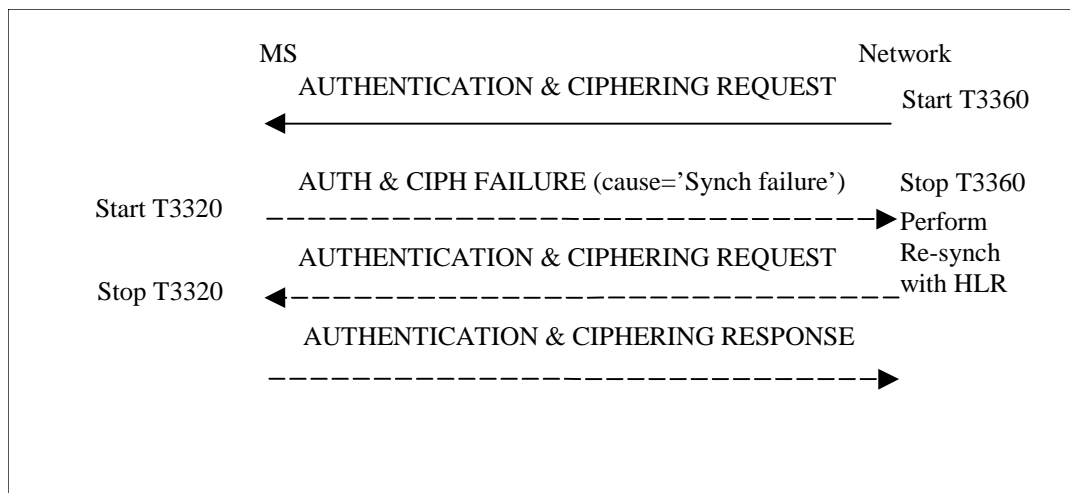 MS
Network
AUTHENTICATION & CIPHERING REQUEST
Start T3360
AUTH & CIPH FAILURE (cause=’Synch failure’)
Stop T3360
Start T3320
Perform
Re-synch
with HLR
AUTHENTICATION & CIPHERING REQUEST
Stop T3320
AUTHENTICATION & CIPHERING RESPONSE